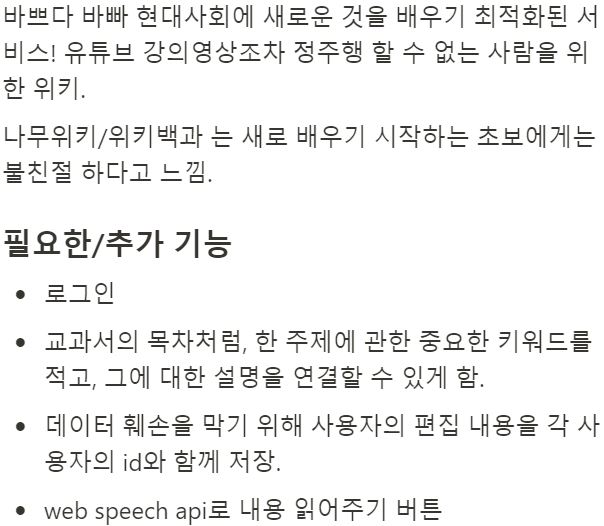 바쁘다 바빠 현대사회에 새로운 것을 배우기 최적화된 서
비스! 유튜브 강의영상조차 정주행 할 수 없는 사람을 위
한 위키.
나무위키/위키백과 는 새로 배우기 시작하는 초보에게는
불친절 하다고 느낌.
필요한/추가 기능
• 로그인
• 교과서의 목차처럼, 한 주제에 관한 중요한 키워드를
적고, 그에 대한 설명을 연결할 수 있게 함.
• 데이터 훼손을 막기 위해 사용자의 편집 내용을 각 사
용자의 id와 함께 저장.
• web speech api로 내용 읽어주기 버튼